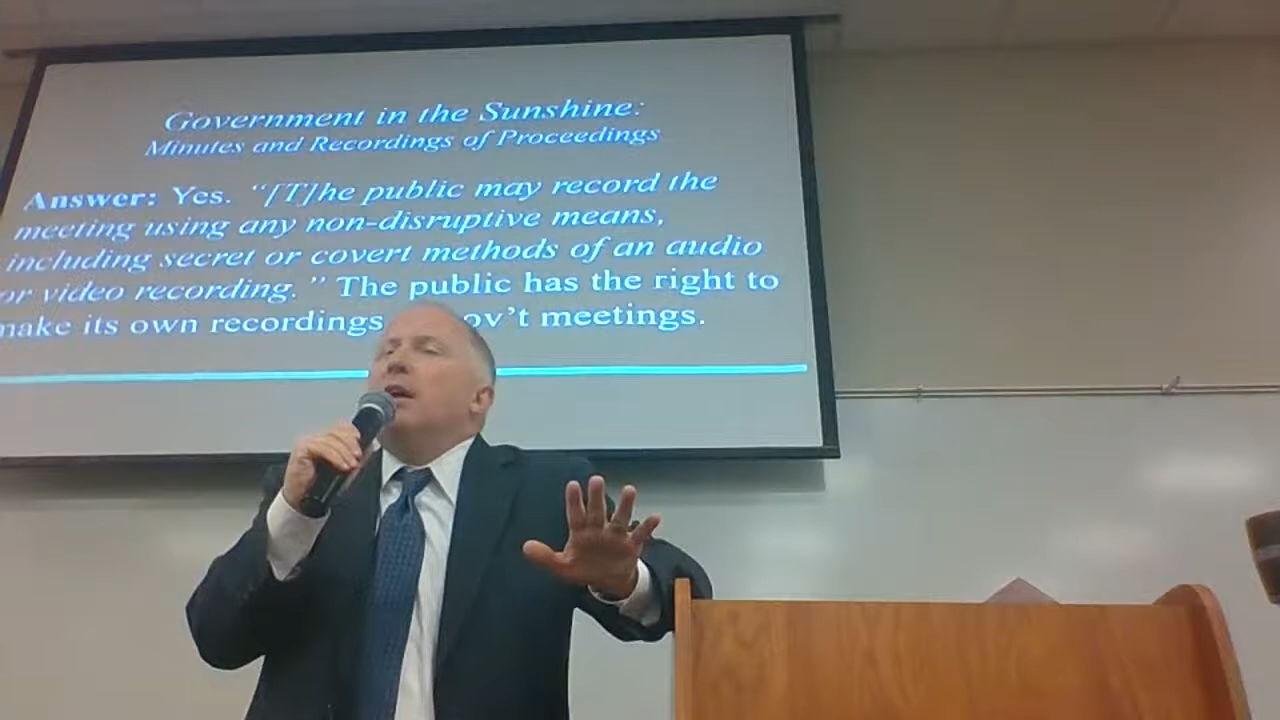 Government in the Sunshine:
Minutes and Recordings of Proceedings
Answer: Yes. "[T]he public may record the
meeting using any non-disruptive means,
including secret or covert methods of an audio
or video recording." The public has the right to
make its own recordings ov't meetings.